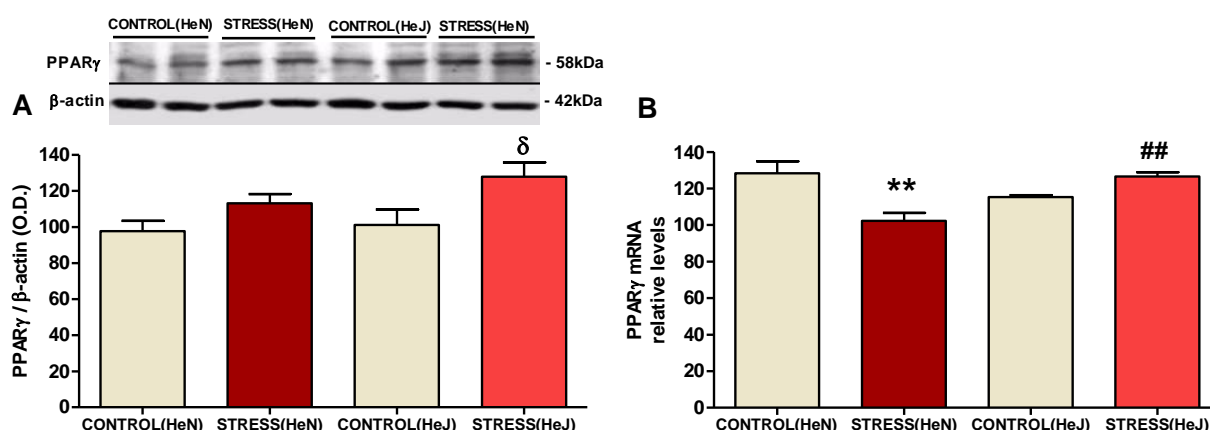 CONTROL(HeN) STRESS(HeN) CONTROL(HeJ) STRESS(HeN)
PPARγ - 58kDa
β-actin - 42kDa
A
δ
PPARγ / β-actin (O.D.)
140
120
100
80
60
40
20
0
CONTROL(HeN) STRESS(HeN) CONTROL(HeJ) STRESS(HeJ)
B
**
##
PPARγ mRNA
relative levels
140
120
100
80
60
40
20
0
CONTROL(HeN) STRESS(HeN) CONTROL(HeJ) STRESS(HeJ)